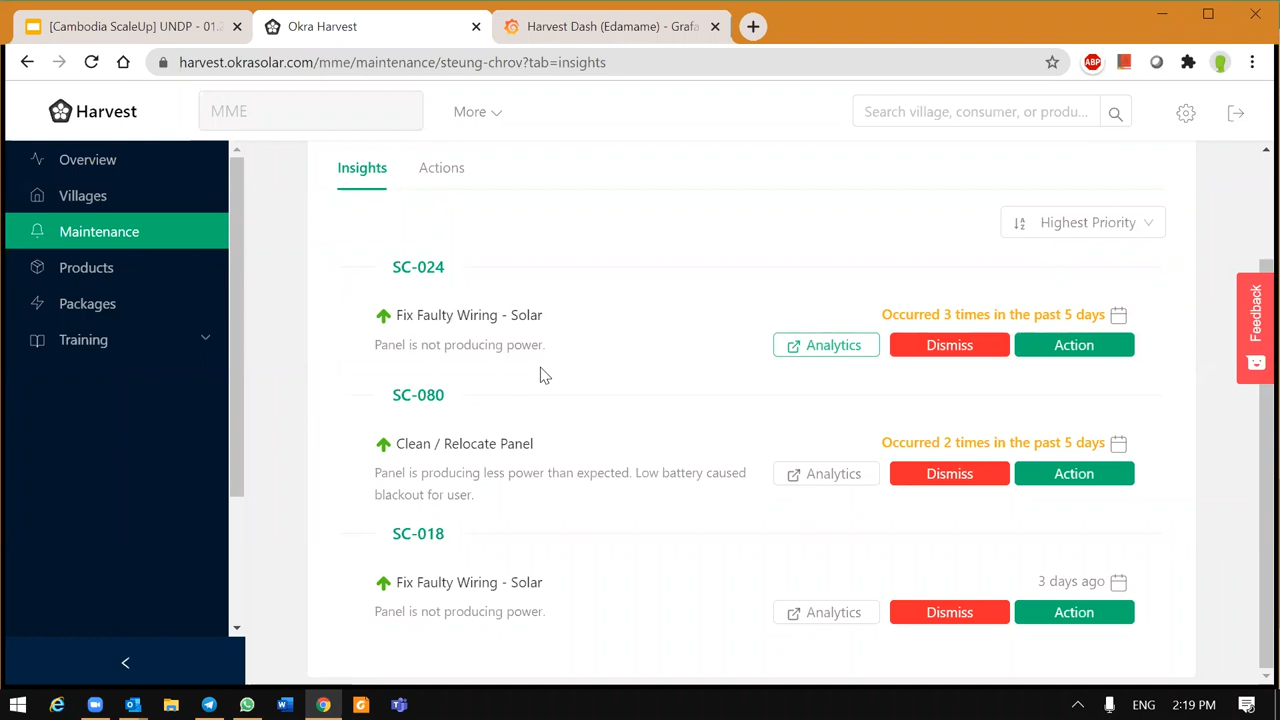 [Cambodia ScaleUp] UNDP - 01.2
Okra Harvest
Harvest Dash (Edamame) - Grafa
harvest.okrasolar.com/mme/maintenance/steung-chrov?tab=insights
ABP
Harvest
MME
More
Search village, consumer, or produ...
Overview
Villages
Maintenance
Products
Packages
Training
Insights
Actions
Highest Priority
SC-024
Fix Faulty Wiring - Solar
Occurred 3 times in the past 5 days
Panel is not producing power.
Analytics
Dismiss
Action
SC-080
Clean / Relocate Panel
Occurred 2 times in the past 5 days
Panel is producing less power than expected. Low battery caused
blackout for user.
Analytics
Dismiss
Action
SC-018
Fix Faulty Wiring - Solar
3 days ago
Panel is not producing power.
Analytics
Dismiss
Action
Feedback
ENG
2:19 PM